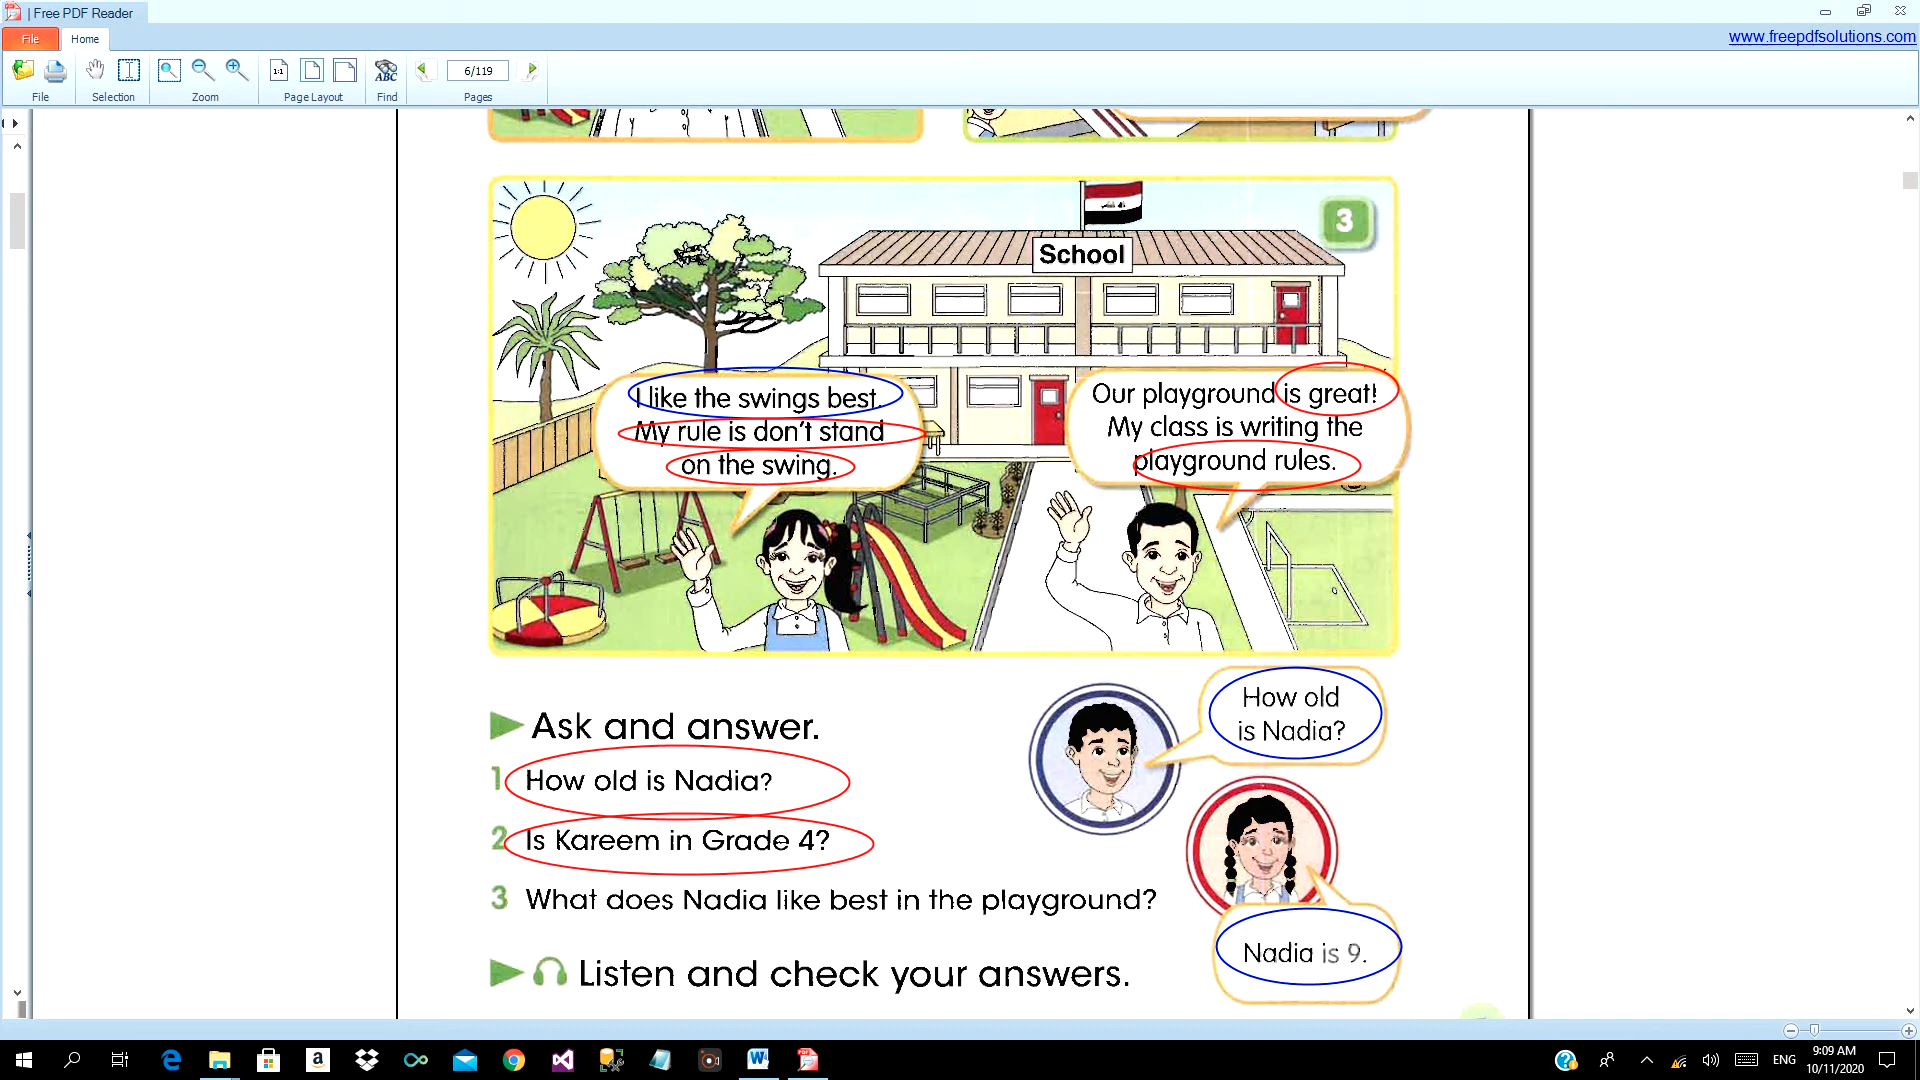 | Free PDF Reader
File
Home
www.freepdfsolutions.com
1:1
ABC
6/119
File
Selection
Zoom
Page Layout
Find
Pages
3
School
I like the swings best.
My rule is don't stand
on the swing.
Our playground is great!
My class is writing the
playground rules.
How old
is Nadia?
Ask and answer.
1 How old is Nadia?
2 Is Kareem in Grade 4?
3 What does Nadia like best in the playground?
Nadia is 9.
Listen and check your answers.
ENG
9:09 AM
10/11/2020